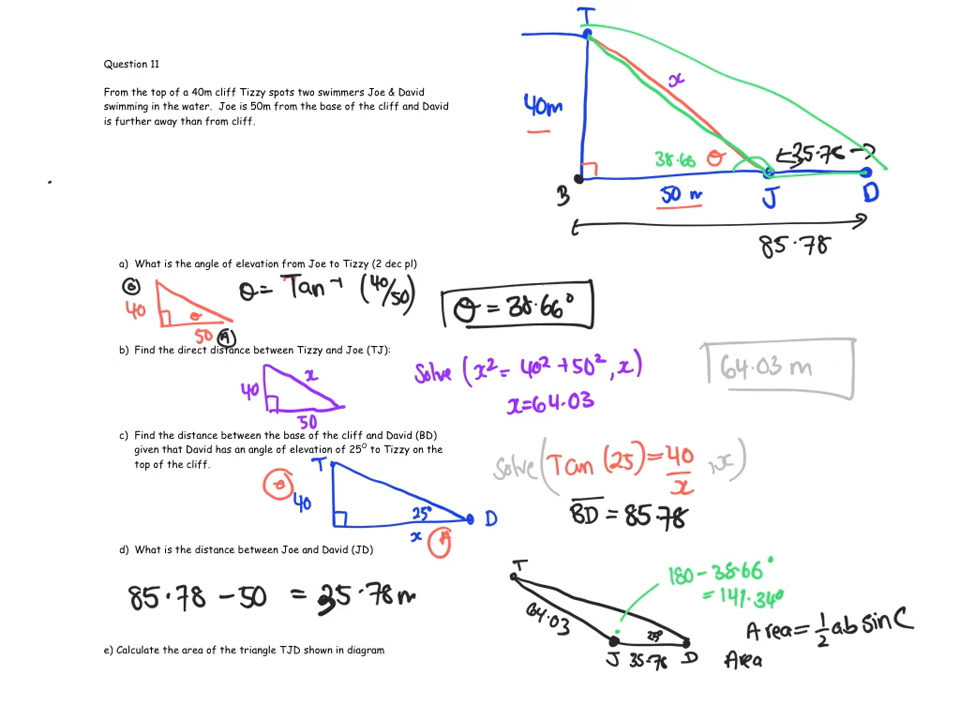 T
x
40m
38.66 θ
35.78
B
50 m
J
D
85.78
Question 11
From the top of a 40m cliff Tizzy spots two swimmers Joe & David
swimming in the water. Joe is 50m from the base of the cliff and David
is further away than from cliff.
a) What is the angle of elevation from Joe to Tizzy (2 dec pl)
O
40
θ
50 A
θ = Tan⁻¹ (40/50)
θ = 38.66°
b) Find the direct distance between Tizzy and Joe (TJ):
40
x
50
Solve (x² = 40² + 50², x)
x=64.03
64.03 m
c) Find the distance between the base of the cliff and David (BD)
given that David has an angle of elevation of 25° to Tizzy on the
top of the cliff.
T
40
25°
D
x A
Solve (Tan (25) = 40/x, x)
BD = 85.78
d) What is the distance between Joe and David (JD)
85.78 - 50 = 35.78m
T
64.03
25°
J 35.78 D
180 - 38.66°
= 141.34°
Area = 1/2 ab sin C
Area
e) Calculate the area of the triangle TJD shown in diagram